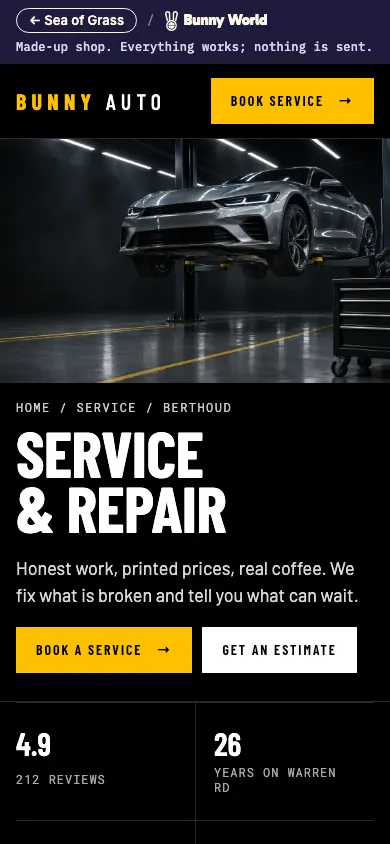 ← Sea of Grass / Bunny World
Made-up shop. Everything works; nothing is sent.
BUNNY AUTO
BOOK SERVICE →
HOME / SERVICE / BERTHOUD
SERVICE
& REPAIR
Honest work, printed prices, real coffee. We
fix what is broken and tell you what can wait.
BOOK A SERVICE →
GET AN ESTIMATE
4.9
212 REVIEWS
26
YEARS ON WARREN
RD